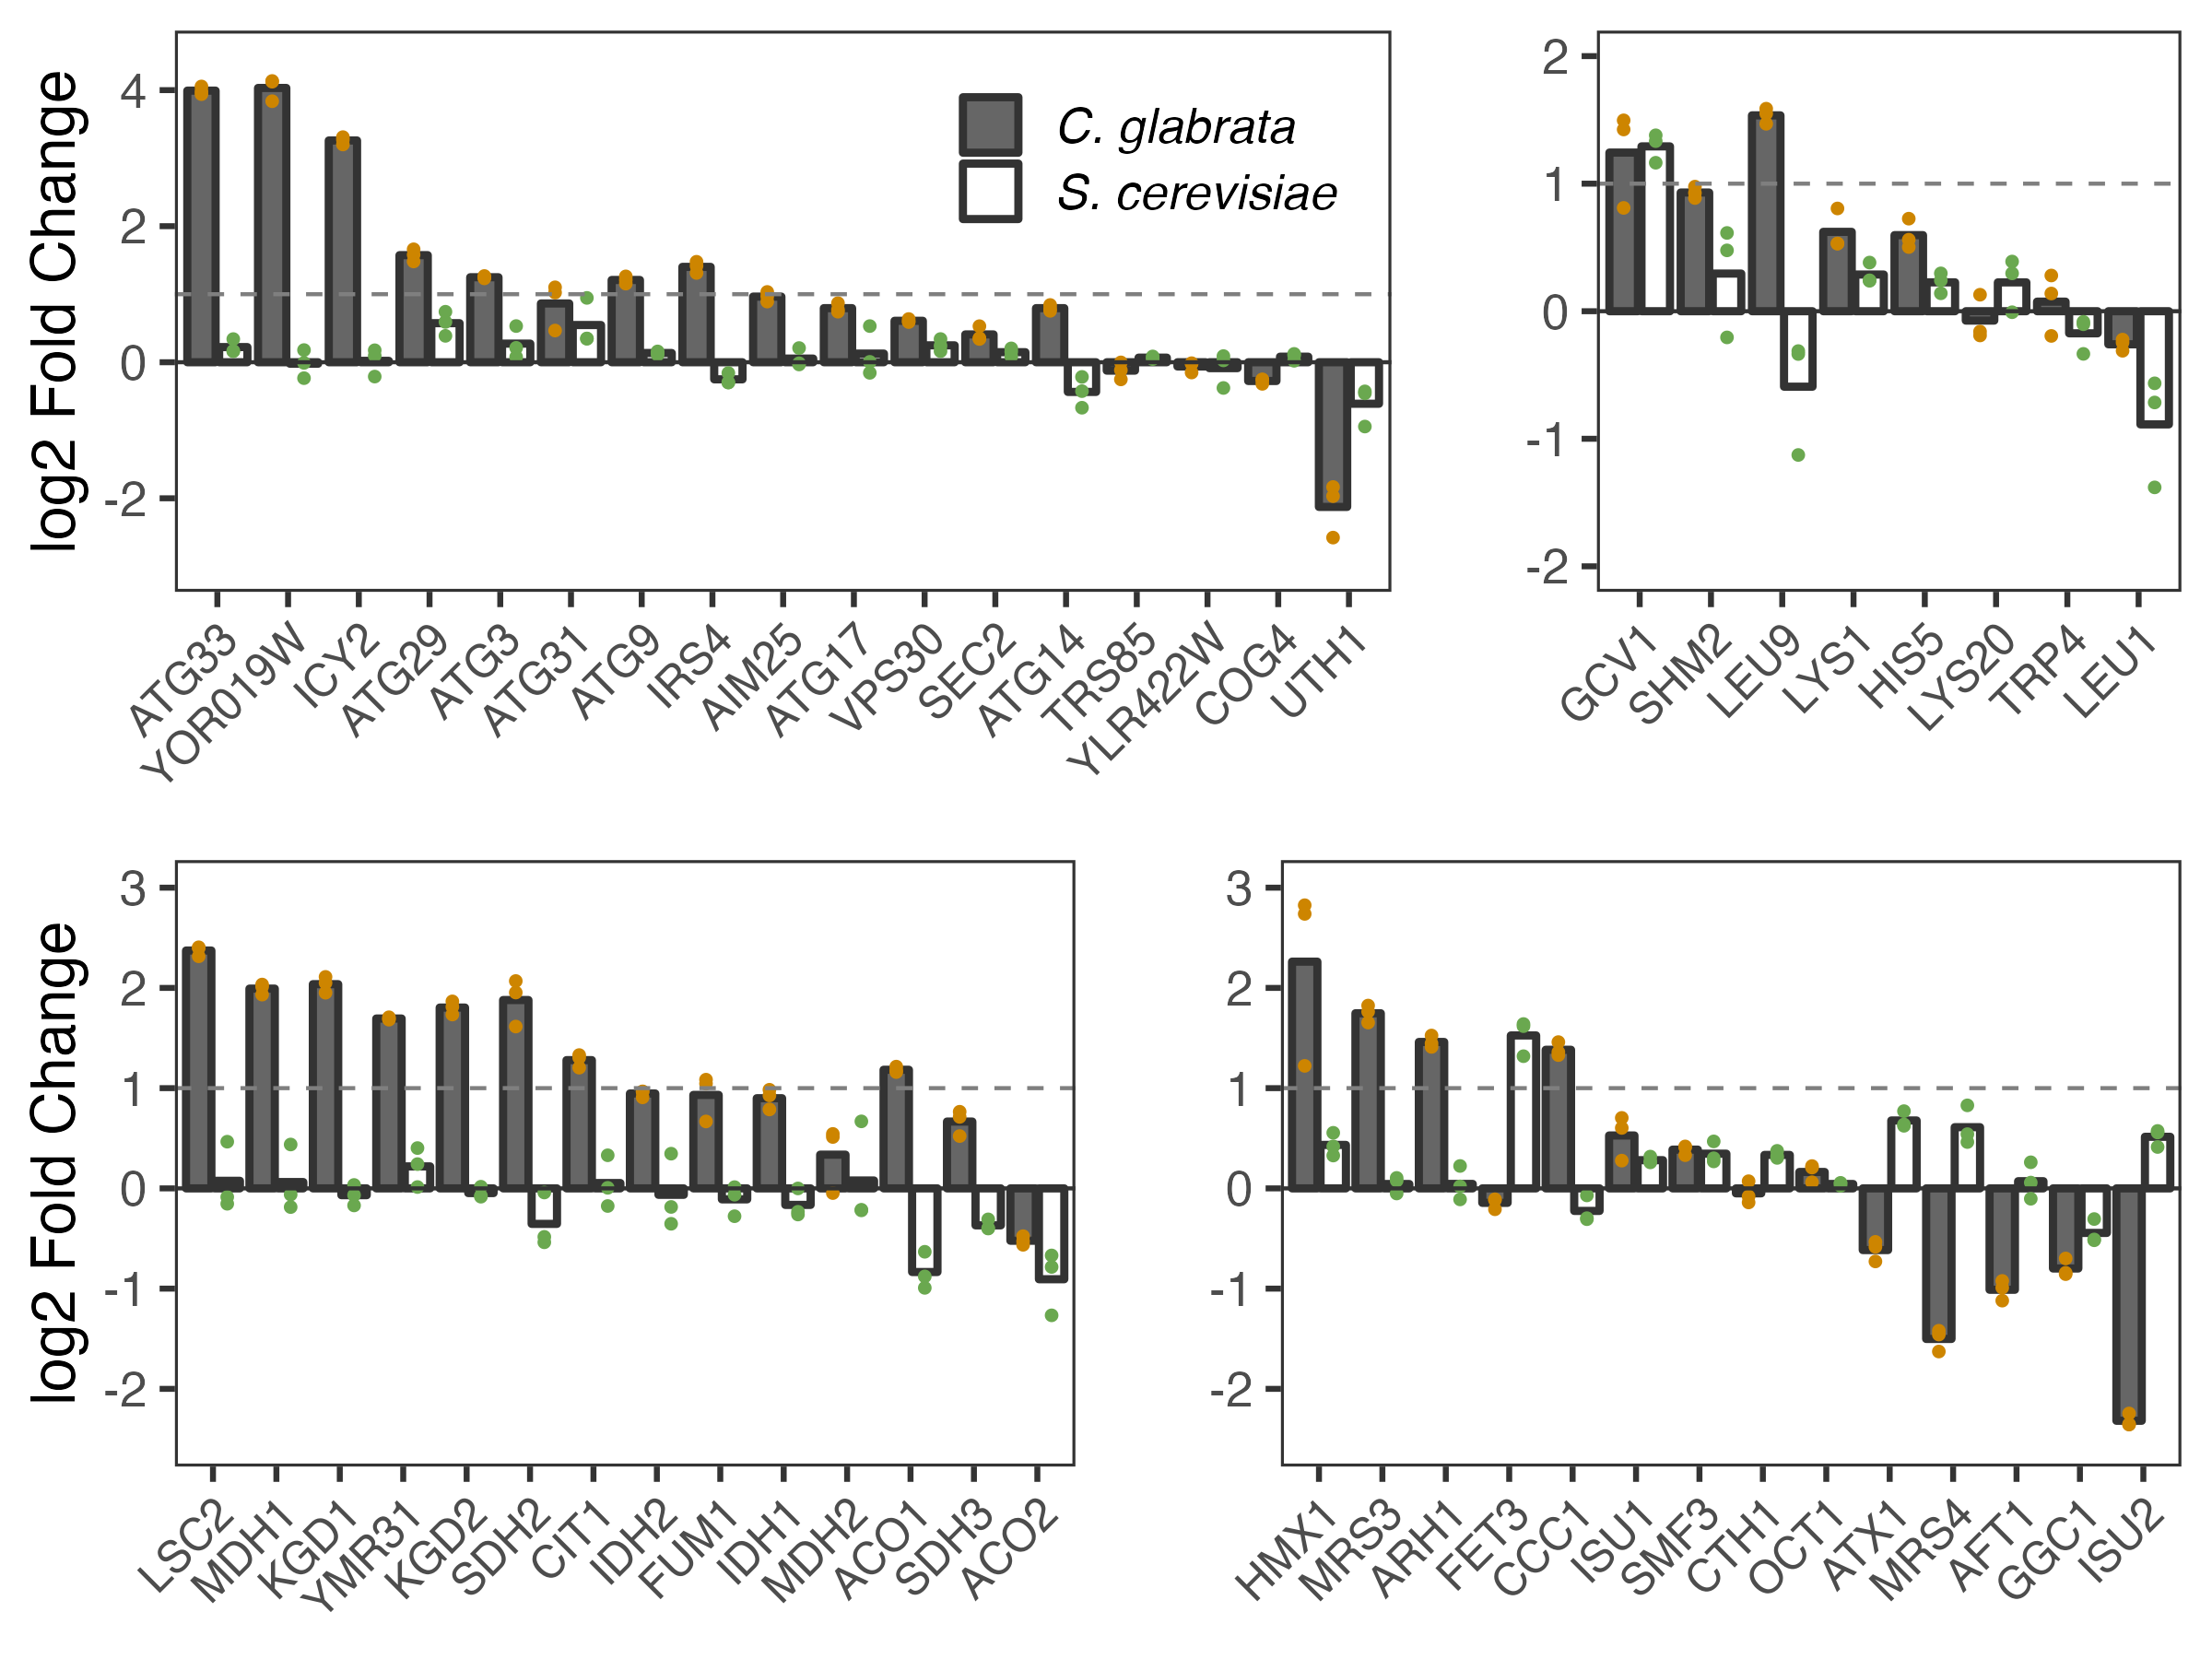 log2 Fold Change
4
2
0
-2
C. glabrata
S. cerevisiae
ATG33
YOR019W
ICY2
ATG29
ATG3
ATG31
ATG9
IRS4
AIM25
ATG17
VPS30
SEC2
ATG14
TRS85
YLR422W
COG4
UTH1
2
1
0
-1
-2
GCV1
SHM2
LEU9
LYS1
HIS5
LYS20
TRP4
LEU1
log2 Fold Change
3
2
1
0
-1
-2
LSC2
MDH1
KGD1
YMR31
KGD2
SDH2
CIT1
IDH2
FUM1
IDH1
MDH2
ACO1
SDH3
ACO2
3
2
1
0
-1
-2
HMX1
MRS3
ARH1
FET3
CCC1
ISU1
SMF3
CTH1
OCT1
ATX1
MRS4
AFT1
GGC1
ISU2